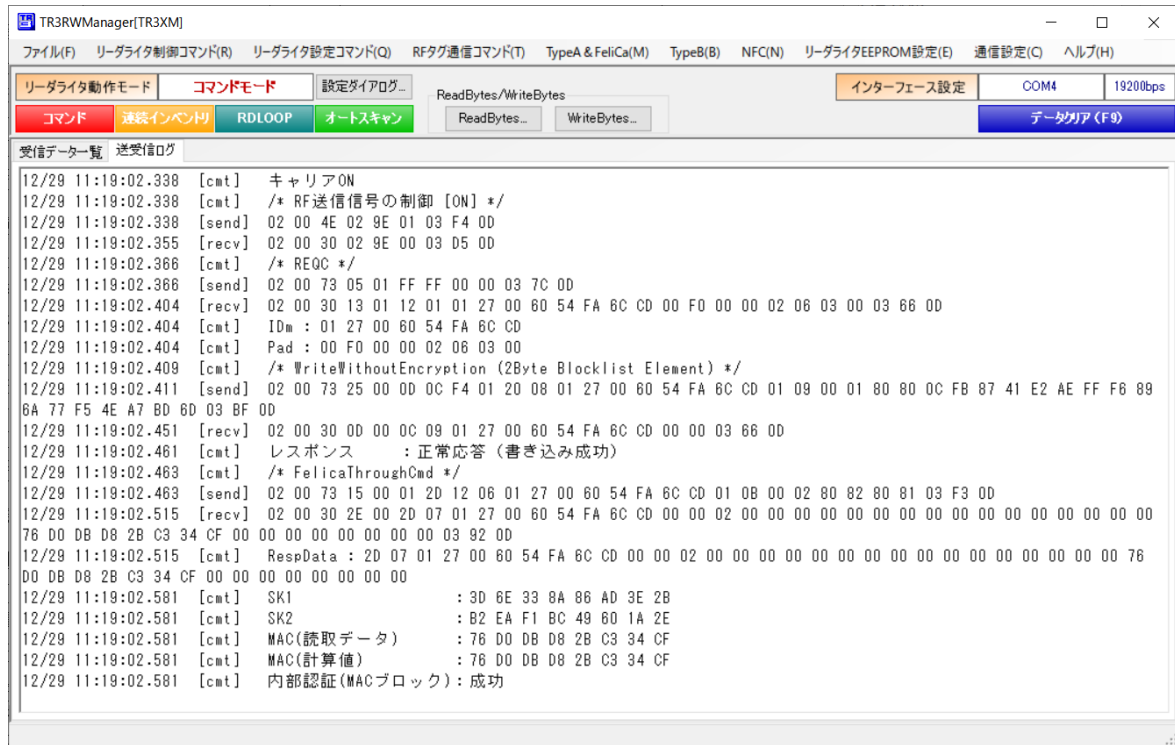 TR3RWManager[TR3XM]
ファイル(F) リーダライタ制御コマンド(R) リーダライタ設定コマンド(Q) RFタグ通信コマンド(T) TypeA & FeliCa(M) TypeB(B) NFC(N) リーダライタEEPROM設定(E) 通信設定(C) ヘルプ(H)
リーダライタ動作モード コマンドモード 設定ダイアログ... ReadBytes/WriteBytes インターフェース設定 COM4 19200bps
コマンド 連続インベントリ RDLOOP オートスキャン ReadBytes... WriteBytes... データクリア〈F9〉
受信データ一覧 送受信ログ
12/29 11:19:02.338 [cmt] キャリアON
12/29 11:19:02.338 [cmt] /* RF送信信号の制御 [ON] */
12/29 11:19:02.338 [send] 02 00 4E 02 9E 01 03 F4 0D
12/29 11:19:02.355 [recv] 02 00 30 02 9E 00 03 D5 0D
12/29 11:19:02.366 [cmt] /* REQC */
12/29 11:19:02.366 [send] 02 00 73 05 01 FF FF 00 00 03 7C 0D
12/29 11:19:02.404 [recv] 02 00 30 13 01 12 01 01 27 00 60 54 FA 6C CD 00 F0 00 00 02 06 03 00 03 66 0D
12/29 11:19:02.404 [cmt] IDm : 01 27 00 60 54 FA 6C CD
12/29 11:19:02.404 [cmt] Pad : 00 F0 00 00 02 06 03 00
12/29 11:19:02.409 [cmt] /* WriteWithoutEncryption (2Byte Blocklist Element) */
12/29 11:19:02.411 [send] 02 00 73 25 00 0D 0C F4 01 20 08 01 27 00 60 54 FA 6C CD 01 09 00 01 80 80 0C FB 87 41 E2 AE FF F6 89
6A 77 F5 4E A7 BD 6D 03 BF 0D
12/29 11:19:02.451 [recv] 02 00 30 0D 00 0C 09 01 27 00 60 54 FA 6C CD 00 00 03 66 0D
12/29 11:19:02.461 [cmt] レスポンス : 正常応答（書き込み成功）
12/29 11:19:02.463 [cmt] /* FelicaThroughCmd */
12/29 11:19:02.463 [send] 02 00 73 15 00 01 2D 12 06 01 27 00 60 54 FA 6C CD 01 0B 00 02 80 82 80 81 03 F3 0D
12/29 11:19:02.515 [recv] 02 00 30 2E 00 2D 07 01 27 00 60 54 FA 6C CD 00 00 02 00 00 00 00 00 00 00 00 00 00 00 00 00 00 00 00
76 D0 DB D8 2B C3 34 CF 00 00 00 00 00 00 00 00 03 92 0D
12/29 11:19:02.515 [cmt] RespData : 2D 07 01 27 00 60 54 FA 6C CD 00 00 02 00 00 00 00 00 00 00 00 00 00 00 00 00 00 00 00 76
D0 DB D8 2B C3 34 CF 00 00 00 00 00 00 00 00
12/29 11:19:02.581 [cmt] SK1 : 3D 6E 33 8A 86 AD 3E 2B
12/29 11:19:02.581 [cmt] SK2 : B2 EA F1 BC 49 60 1A 2E
12/29 11:19:02.581 [cmt] MAC(読取データ) : 76 D0 DB D8 2B C3 34 CF
12/29 11:19:02.581 [cmt] MAC(計算値) : 76 D0 DB D8 2B C3 34 CF
12/29 11:19:02.581 [cmt] 内部認証(MACブロック) : 成功